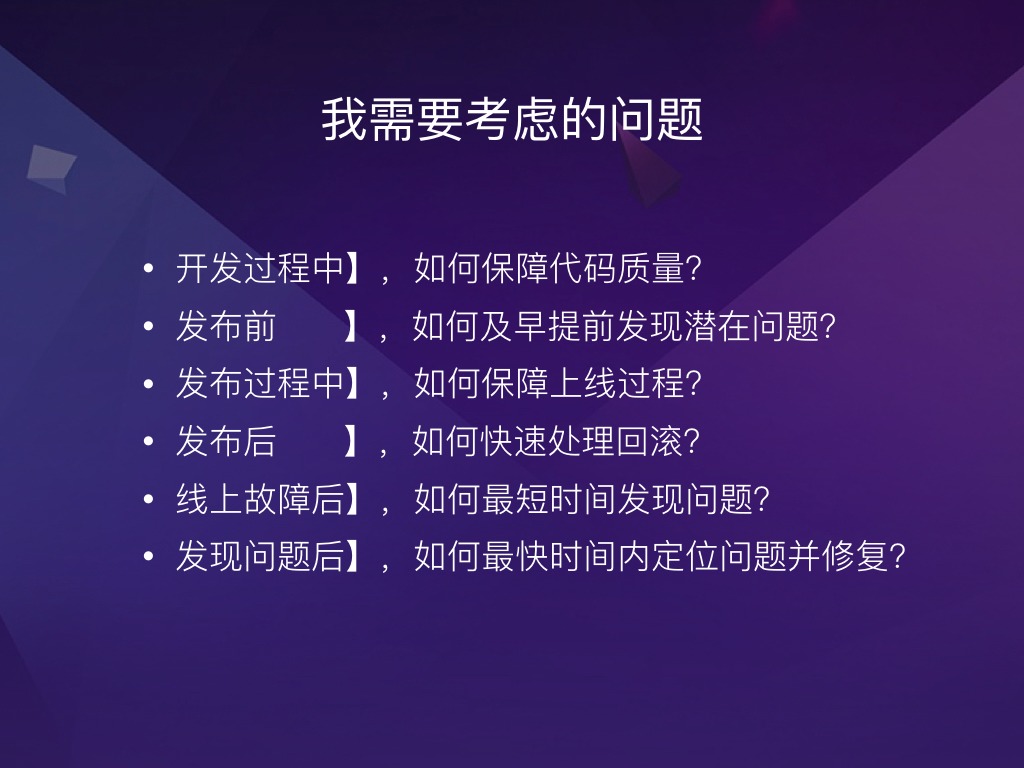 我需要考虑的问题
• 开发过程中】，如何保障代码质量？
• 发布前　　】，如何及早提前发现潜在问题？
• 发布过程中】，如何保障上线过程？
• 发布后　　】，如何快速处理回滚？
• 线上故障后】，如何最短时间发现问题？
• 发现问题后】，如何最快时间内定位问题并修复？